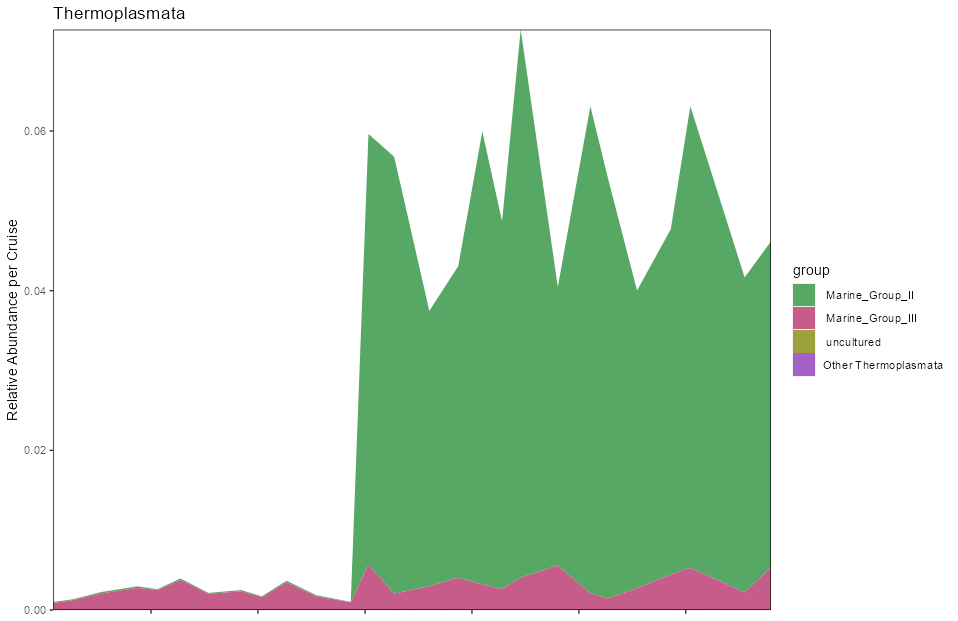 Thermoplasmata
Relative Abundance per Cruise
0.06
0.04
0.02
0.00
group
Marine_Group_II
Marine_Group_III
uncultured
Other Thermoplasmata